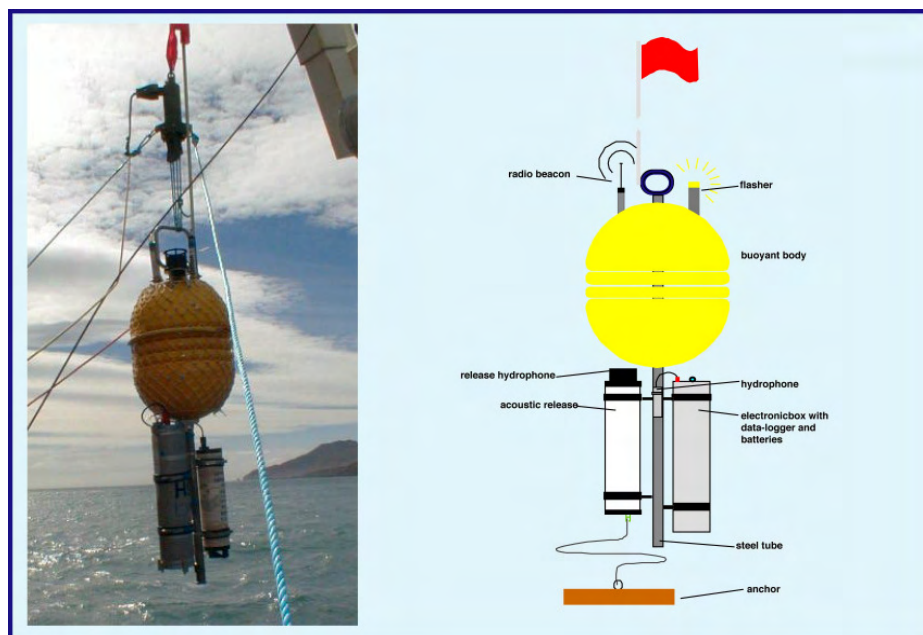 radio beacon
flasher
buoyant body
release hydrophone
hydrophone
acoustic release
electronicbox with
data-logger and
batteries
steel tube
anchor